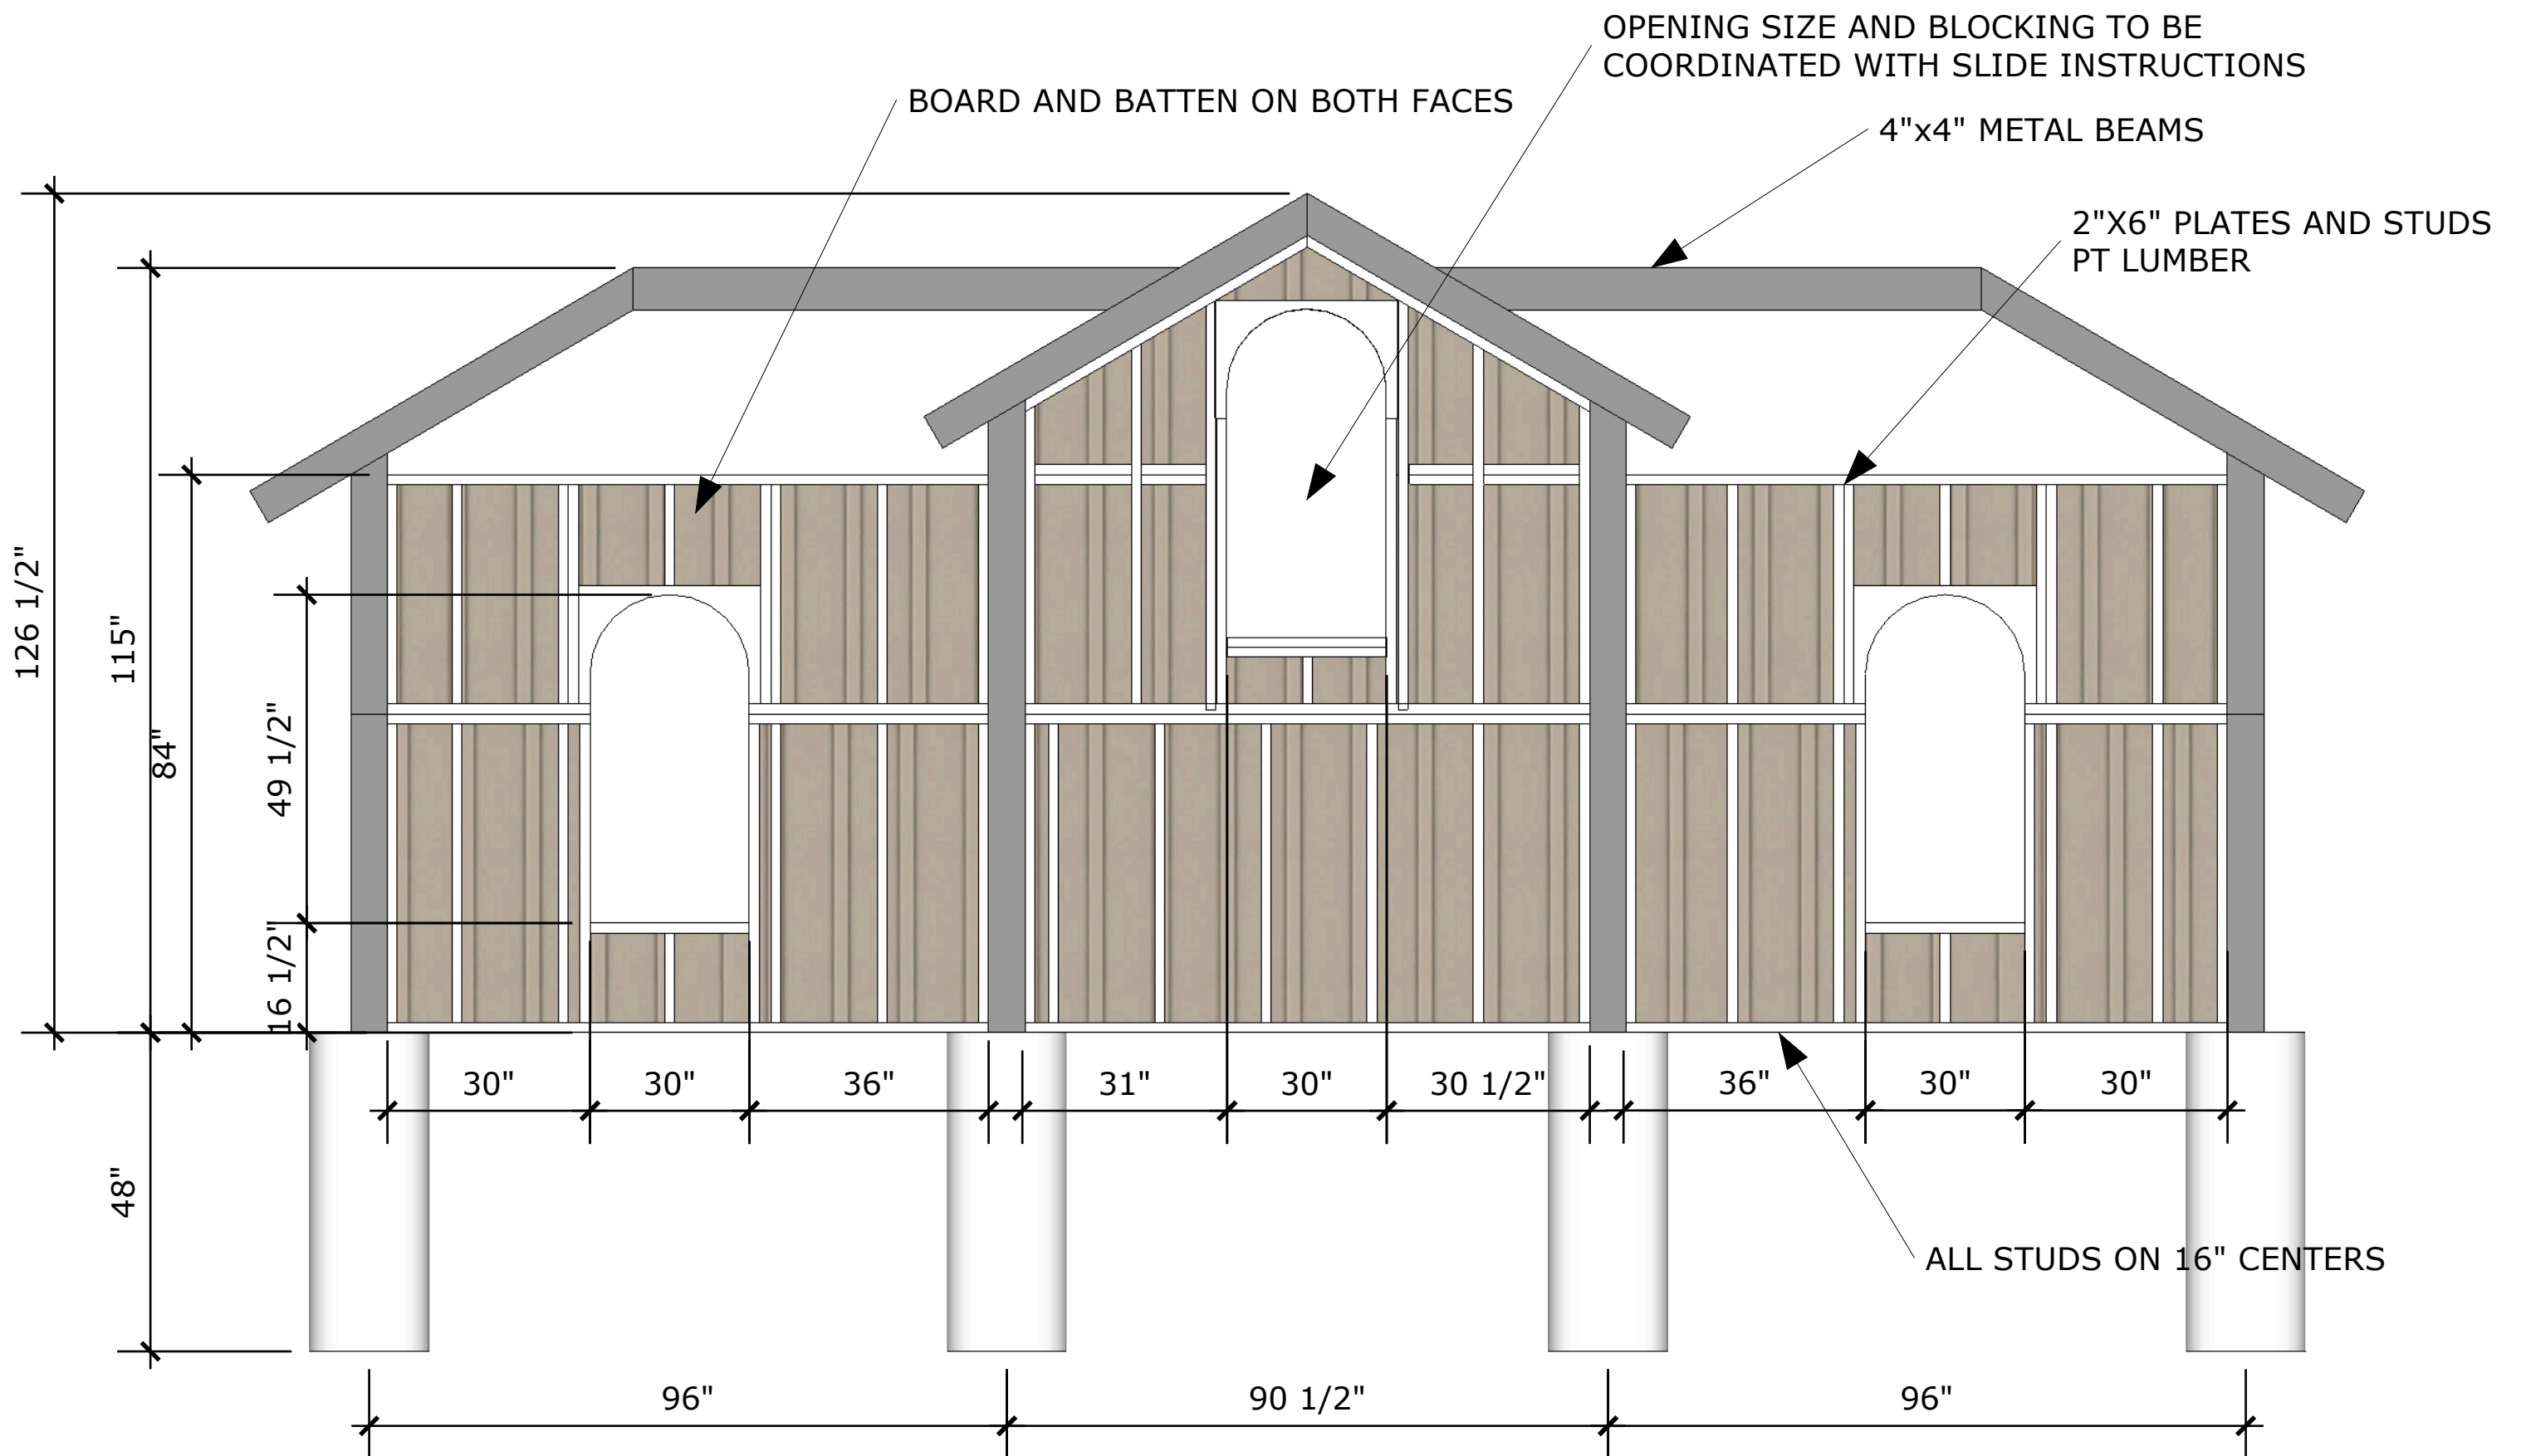 OPENING SIZE AND BLOCKING TO BE
COORDINATED WITH SLIDE INSTRUCTIONS
BOARD AND BATTEN ON BOTH FACES
4"x4" METAL BEAMS
2"X6" PLATES AND STUDS
PT LUMBER
126 1/2"
115"
84"
49 1/2"
16 1/2"
48"
30"
30"
36"
31"
30"
30 1/2"
36"
30"
30"
ALL STUDS ON 16" CENTERS
96"
90 1/2"
96"